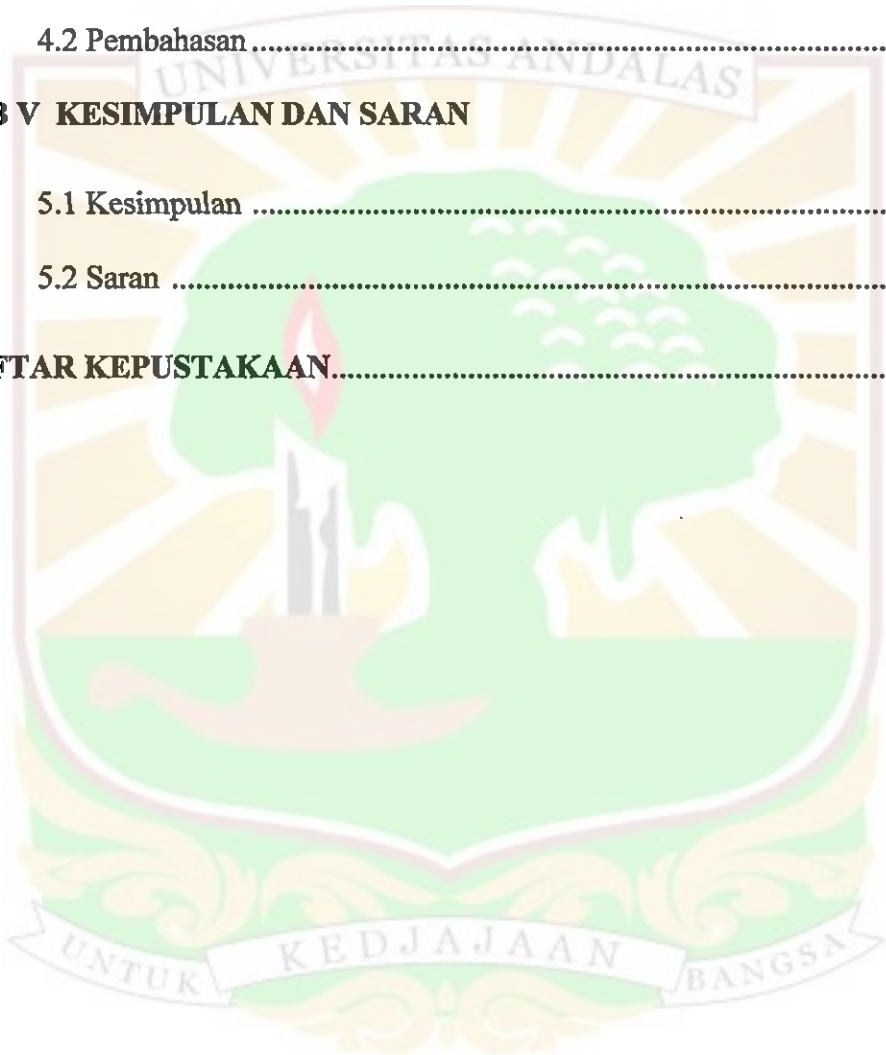 4.2 Pembahasan ........................................................................
UNIVERSITAS ANDALAS
V KESIMPULAN DAN SARAN
5.1 Kesimpulan ........................................................................
5.2 Saran ........................................................................
TAR KEPUSTAKAAN........................................................................
UNTUK KEDJAJAAN BANGSA